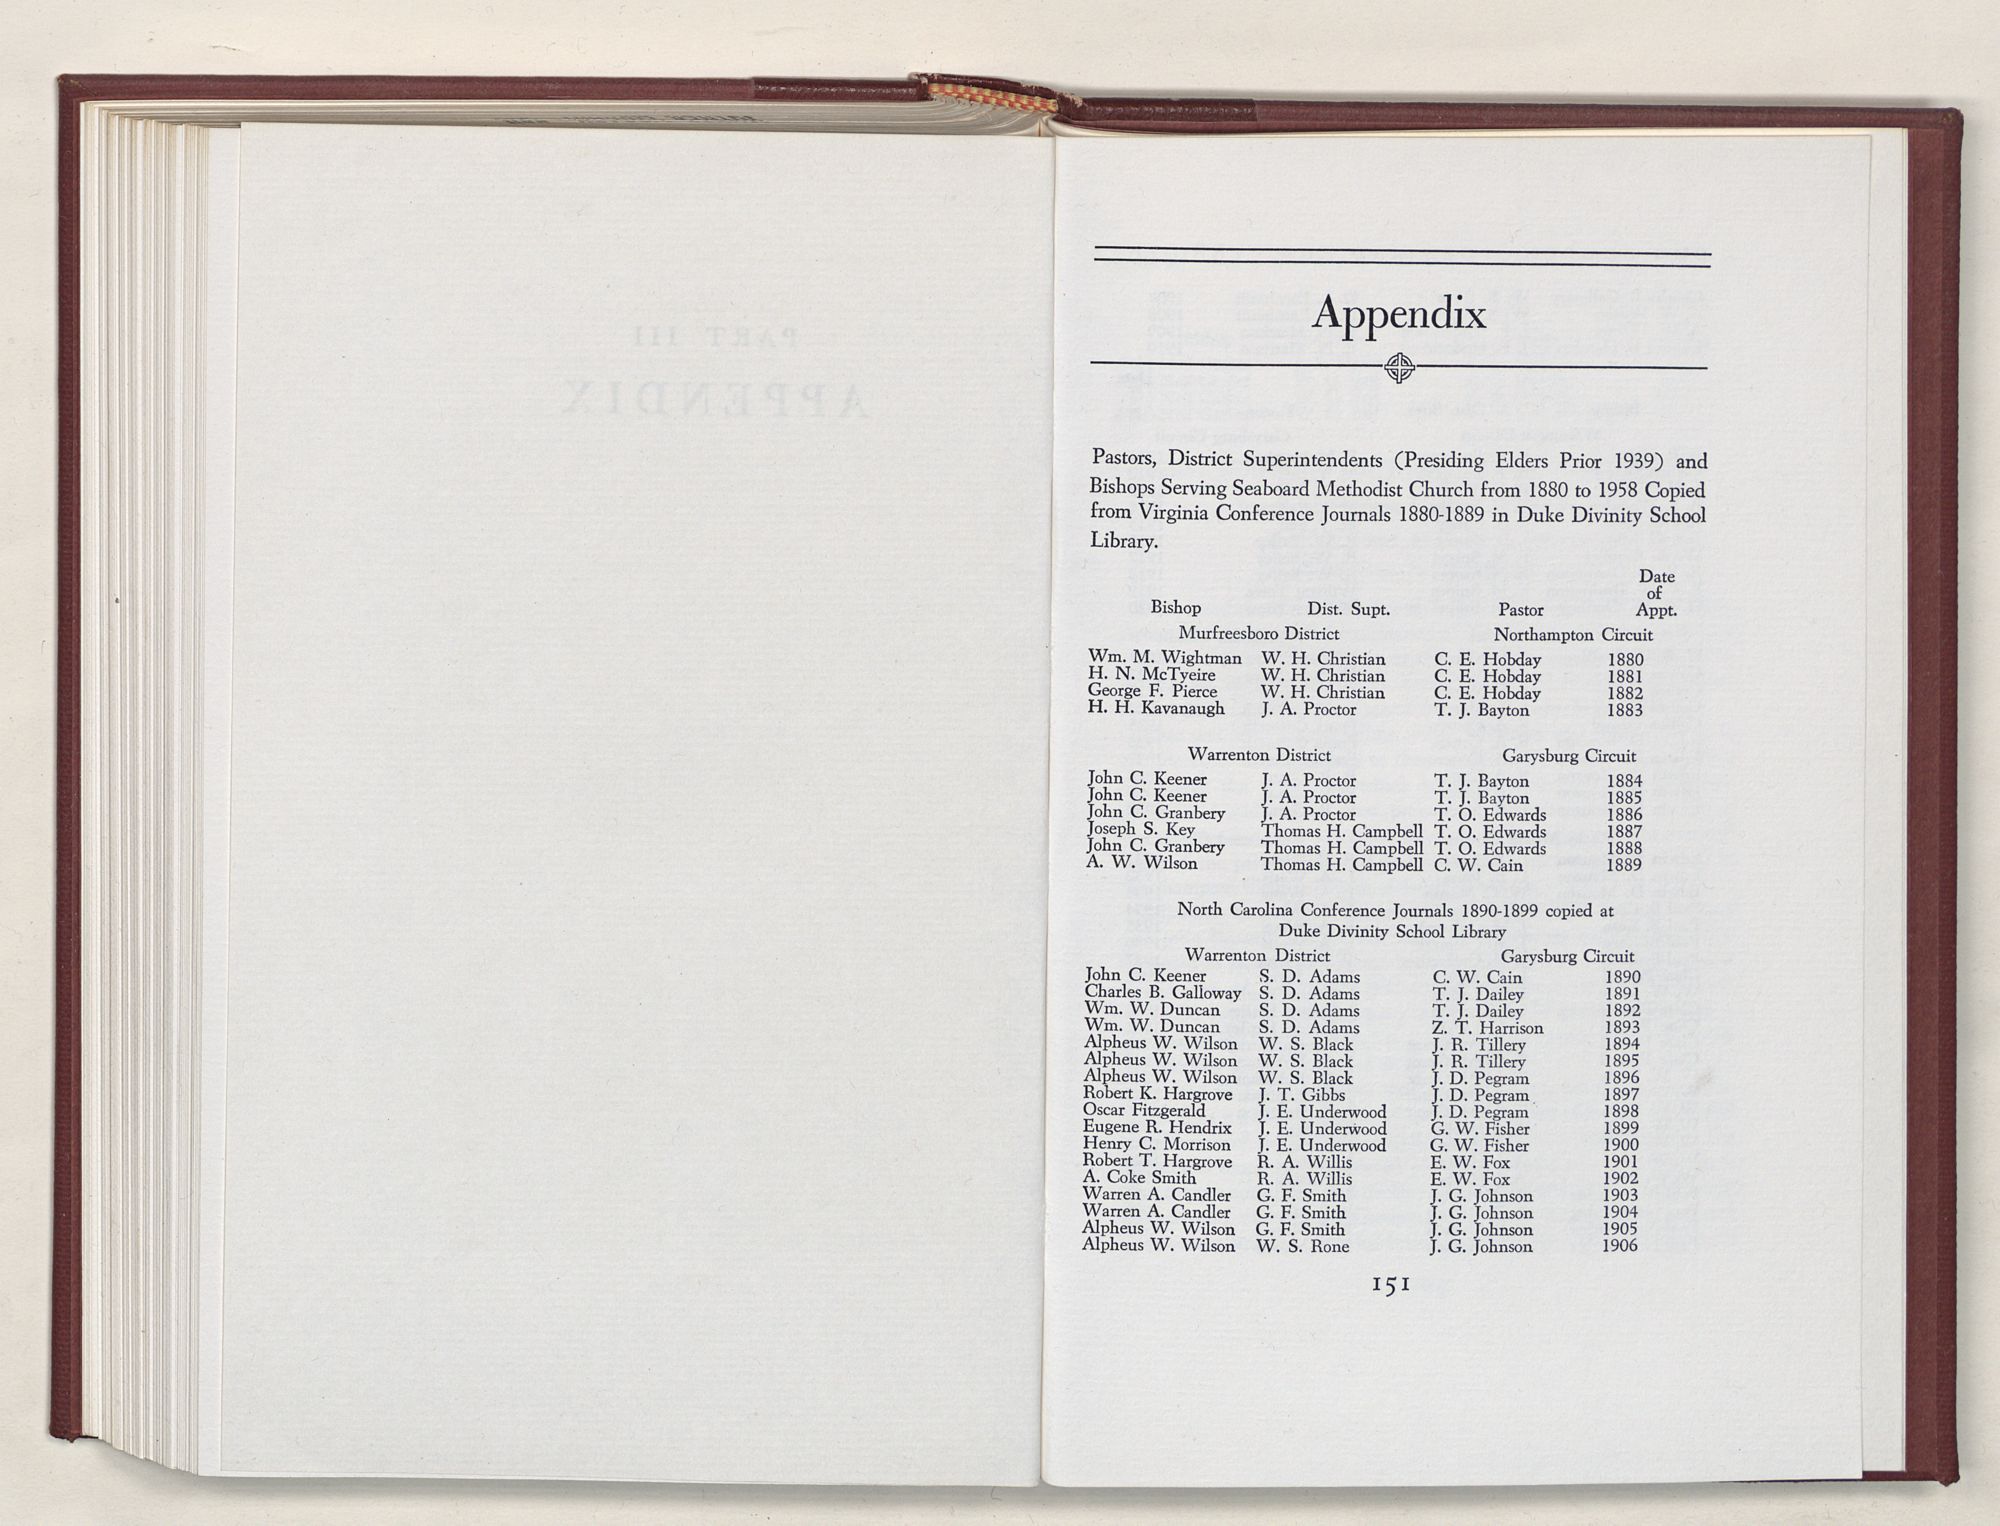 Appendix
Pastors, District Superintendents (Presiding Elders Prior 1939) and
Bishops Serving Seaboard Methodist Church from 1880 to 1958 Copied
from Virginia Conference Journals 1880-1889 in Duke Divinity School
Library.
Date
of
Bishop Dist. Supt. Pastor Appt.
Murfreesboro District Northampton Circuit
Wm. M. Wightman W. H. Christian C. E. Hobday 1880
H. N. McTyeire W. H. Christian C. E. Hobday 1881
George F. Pierce W. H. Christian C. E. Hobday 1882
H. H. Kavanaugh J. A. Proctor T. J. Bayton 1883
Warrenton District Garysburg Circuit
John C. Keener J. A. Proctor T. J. Bayton 1884
John C. Keener J. A. Proctor T. J. Bayton 1885
John C. Granbery J. A. Proctor T. O. Edwards 1886
Joseph S. Key Thomas H. Campbell T. O. Edwards 1887
John C. Granbery Thomas H. Campbell T. O. Edwards 1888
A. W. Wilson Thomas H. Campbell C. W. Cain 1889
North Carolina Conference Journals 1890-1899 copied at
Duke Divinity School Library
Warrenton District Garysburg Circuit
John C. Keener S. D. Adams C. W. Cain 1890
Charles B. Galloway S. D. Adams T. J. Dailey 1891
Wm. W. Duncan S. D. Adams T. J. Dailey 1892
Wm. W. Duncan S. D. Adams Z. T. Harrison 1893
Alpheus W. Wilson W. S. Black J. R. Tillery 1894
Alpheus W. Wilson W. S. Black J. R. Tillery 1895
Alpheus W. Wilson W. S. Black J. D. Pegram 1896
Robert K. Hargrove J. T. Gibbs J. D. Pegram 1897
Oscar Fitzgerald J. E. Underwood J. D. Pegram 1898
Eugene R. Hendrix J. E. Underwood G. W. Fisher 1899
Henry C. Morrison J. E. Underwood G. W. Fisher 1900
Robert T. Hargrove R. A. Willis E. W. Fox 1901
A. Coke Smith R. A. Willis E. W. Fox 1902
Warren A. Candler G. F. Smith J. G. Johnson 1903
Warren A. Candler G. F. Smith J. G. Johnson 1904
Alpheus W. Wilson G. F. Smith J. G. Johnson 1905
Alpheus W. Wilson W. S. Rone J. G. Johnson 1906
151